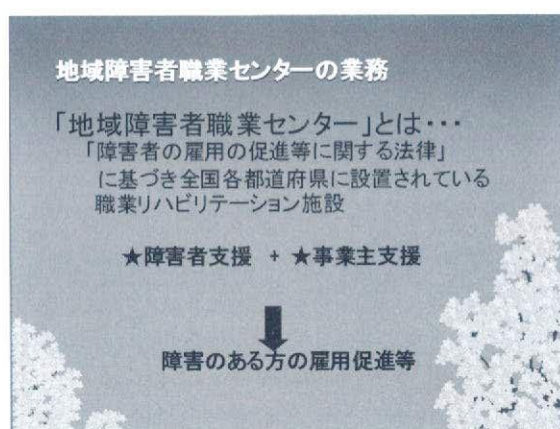 地域障害者職業センターの業務
「地域障害者職業センター」とは・・・
「障害者の雇用の促進等に関する法律」
に基づき全国各都道府県に設置されている
職業リハビリテーション施設
★障害者支援 + ★事業主支援
障害のある方の雇用促進等